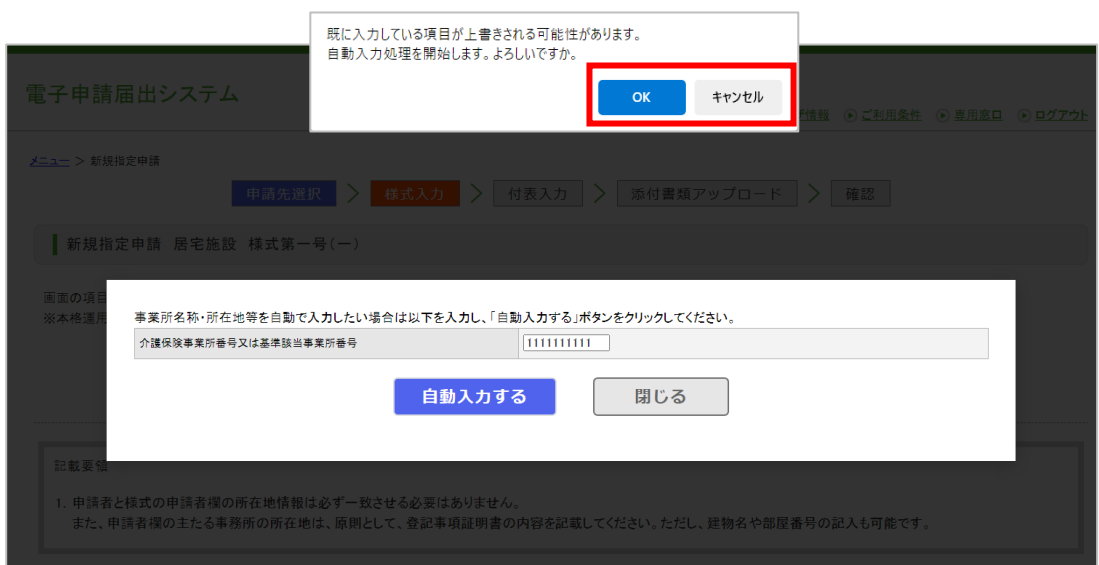 既に入力している項目が上書きされる可能性があります。
自動入力処理を開始します。よろしいですか。
OK キャンセル
電子申請届出システム
情報 ご利用条件 専用窓口 ログアウト
メニュー > 新規指定申請
申請先選択 > 様式入力 > 付表入力 > 添付書類アップロード > 確認
新規指定申請 居宅施設 様式第一号(一)
画面の項目
※本格運用
事業所名称・所在地等を自動で入力したい場合は以下を入力し、「自動入力する」ボタンをクリックしてください。
介護保険事業所番号又は基準該当事業所番号 1111111111
自動入力する 閉じる
記載要領
1. 申請者と様式の申請者欄の所在地情報は必ず一致させる必要はありません。
また、申請者欄の主たる事務所の所在地は、原則として、登記事項証明書の内容を記載してください。ただし、建物名や部屋番号の記入も可能です。